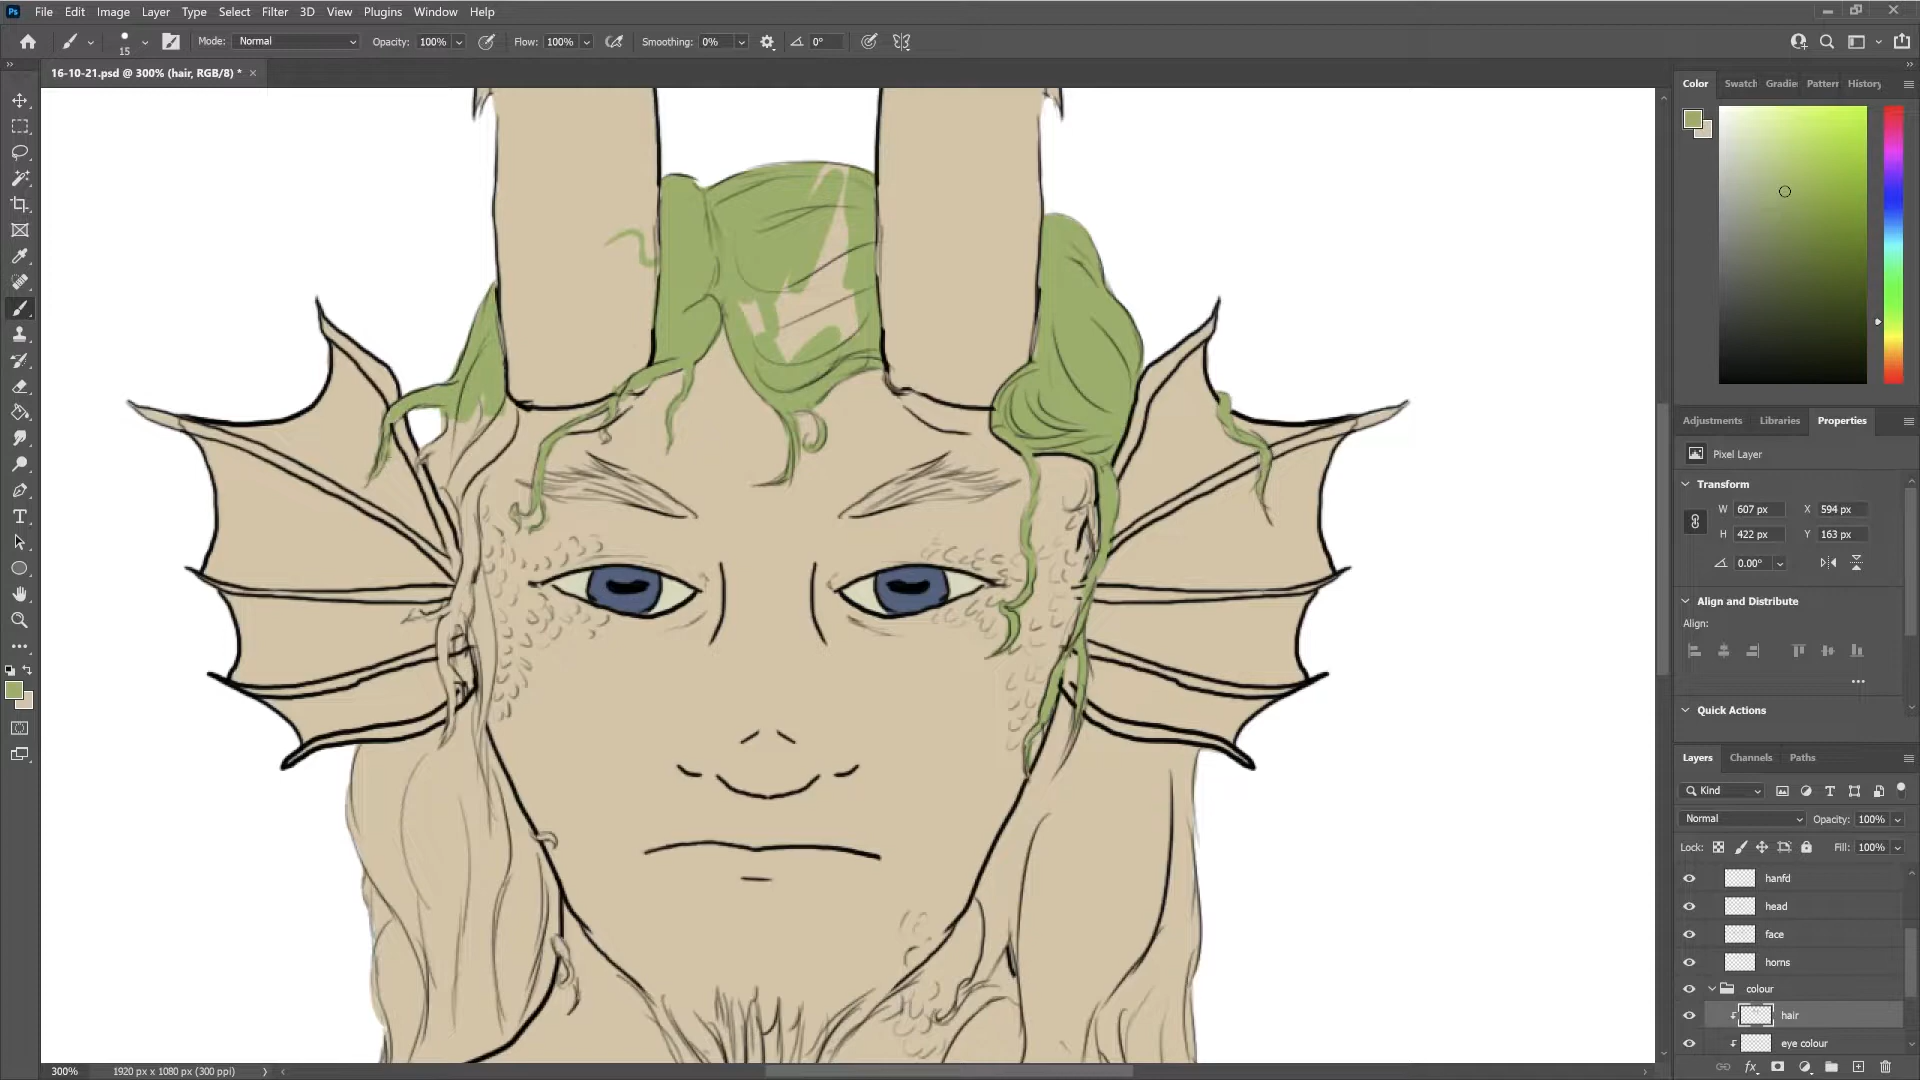 Ps File Edit Image Layer Type Select Filter 3D View Plugins Window Help
15 Mode: Normal Opacity: 100% Flow: 100% Smoothing: 0% 0°
16-10-21.psd @ 300% (hair, RGB/8) *
Color Swatch Gradie Patterr History
Adjustments Libraries Properties
Pixel Layer
Transform
W 607 px X 594 px
H 422 px Y 163 px
0.00°
Align and Distribute
Align:
Quick Actions
Layers Channels Paths
Kind
Normal Opacity: 100%
Lock: Fill: 100%
hanfd
head
face
horns
colour
hair
eye colour
300% 1920 px x 1080 px (300 ppi)